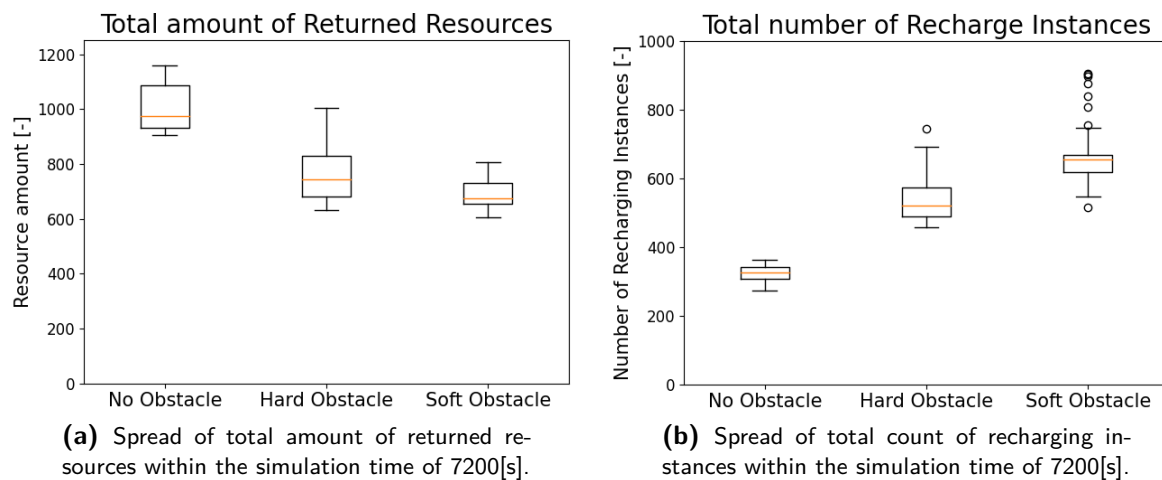 Total amount of Returned Resources
Resource amount [-]
1200
1000
800
600
400
200
0
No Obstacle Hard Obstacle Soft Obstacle
(a) Spread of total amount of returned re-
sources within the simulation time of 7200[s].
Total number of Recharge Instances
Number of Recharging Instances [-]
1000
800
600
400
200
0
No Obstacle Hard Obstacle Soft Obstacle
(b) Spread of total count of recharging in-
stances within the simulation time of 7200[s].